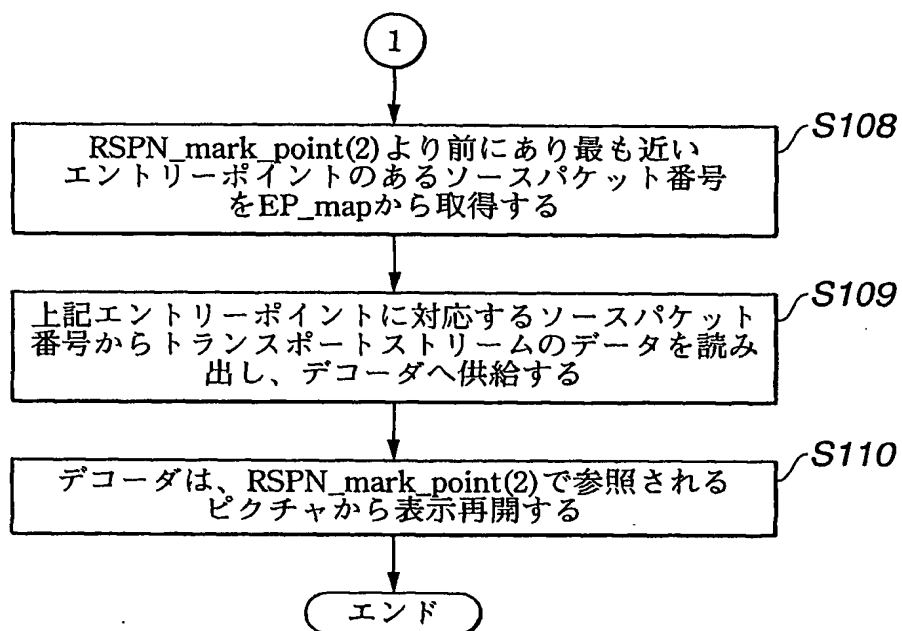 1
S108
RSPN_mark_point(2)より前にあり最も近い
エントリーポイントのあるソースパケット番号
をEP_mapから取得する
S109
上記エントリーポイントに対応するソースパケット
番号からトランスポートストリームのデータを読み
出し、デコーダへ供給する
S110
デコーダは、RSPN_mark_point(2)で参照される
ピクチャから表示再開する
エンド